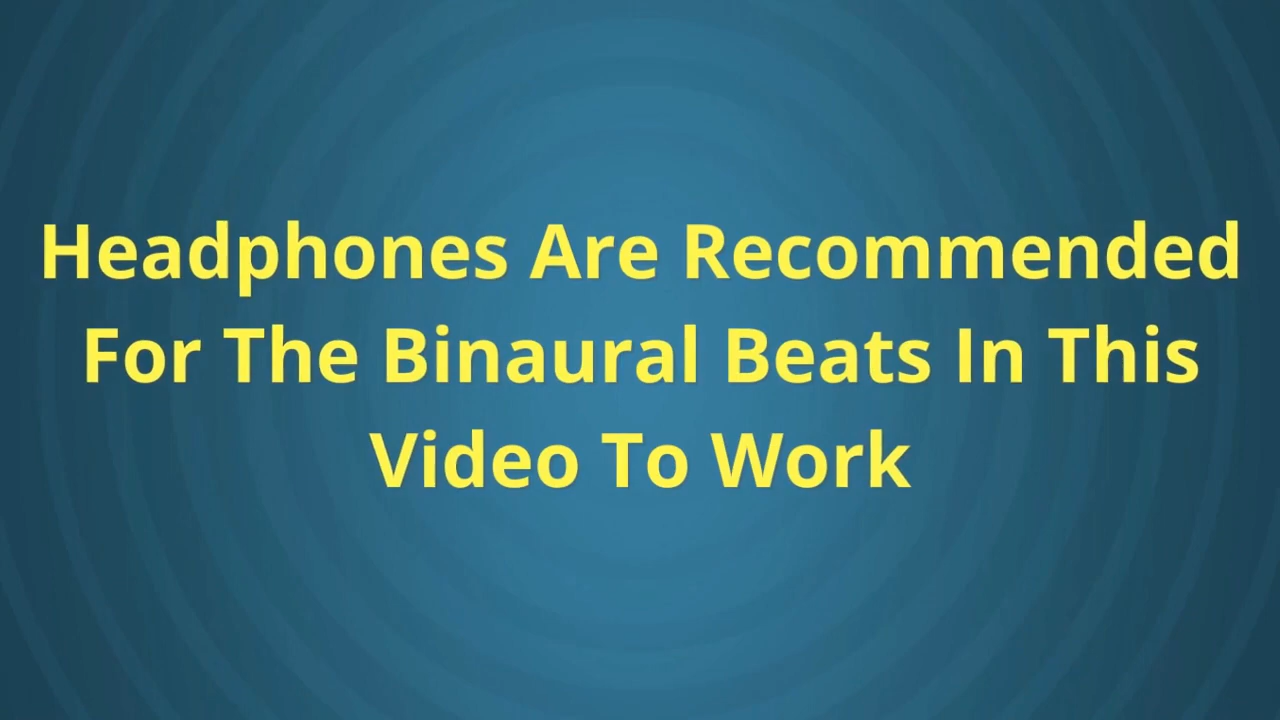 Headphones Are Recommended
For The Binaural Beats In This
Video To Work